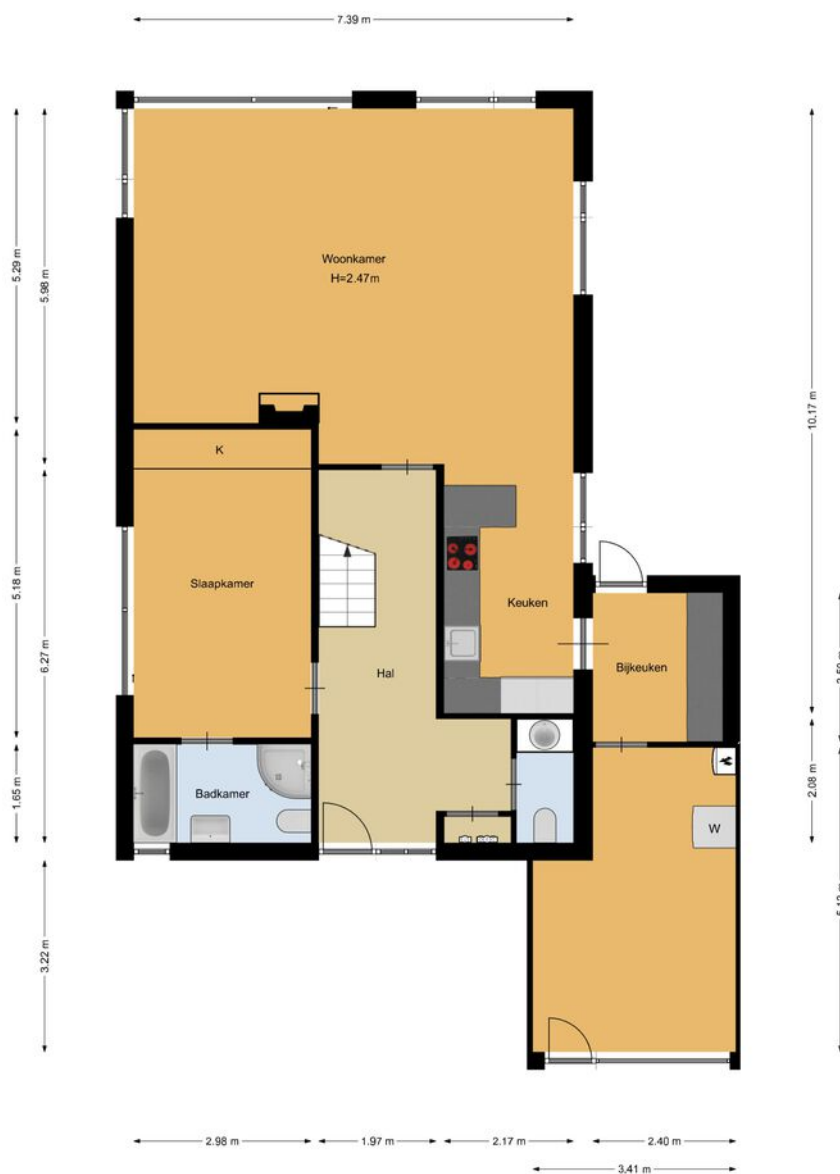 7.39 m
5.29 m
5.98 m
10.17 m
Woonkamer
H=2.47m
K
5.18 m
6.27 m
Slaapkamer
Keuken
Hal
Bijkeuken
1.65 m
Badkamer
2.08 m
W
3.22 m
2.98 m
1.97 m
2.17 m
2.40 m
3.41 m